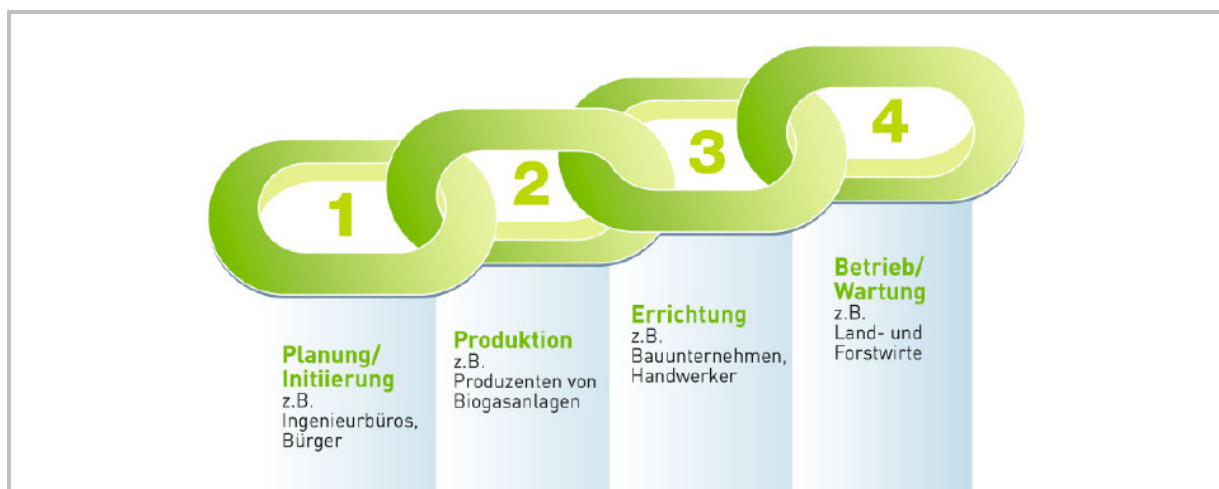 1
Planung/
Initiierung
z.B.
Ingenieurbüros,
Bürger
2
Produktion
z.B.
Produzenten von
Biogasanlagen
3
Errichtung
z.B.
Bauunternehmen,
Handwerker
4
Betrieb/
Wartung
z.B.
Land- und
Forstwirte